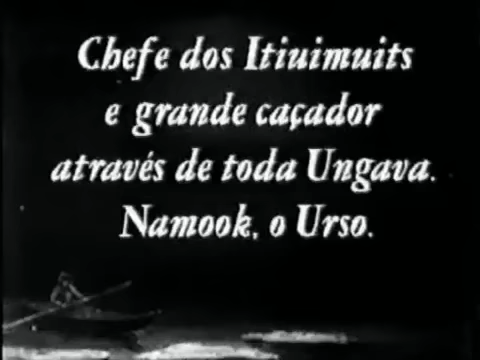 Chefe dos Itiuimuits
e grande caçador
através de toda Ungava.
Namook, o Urso.